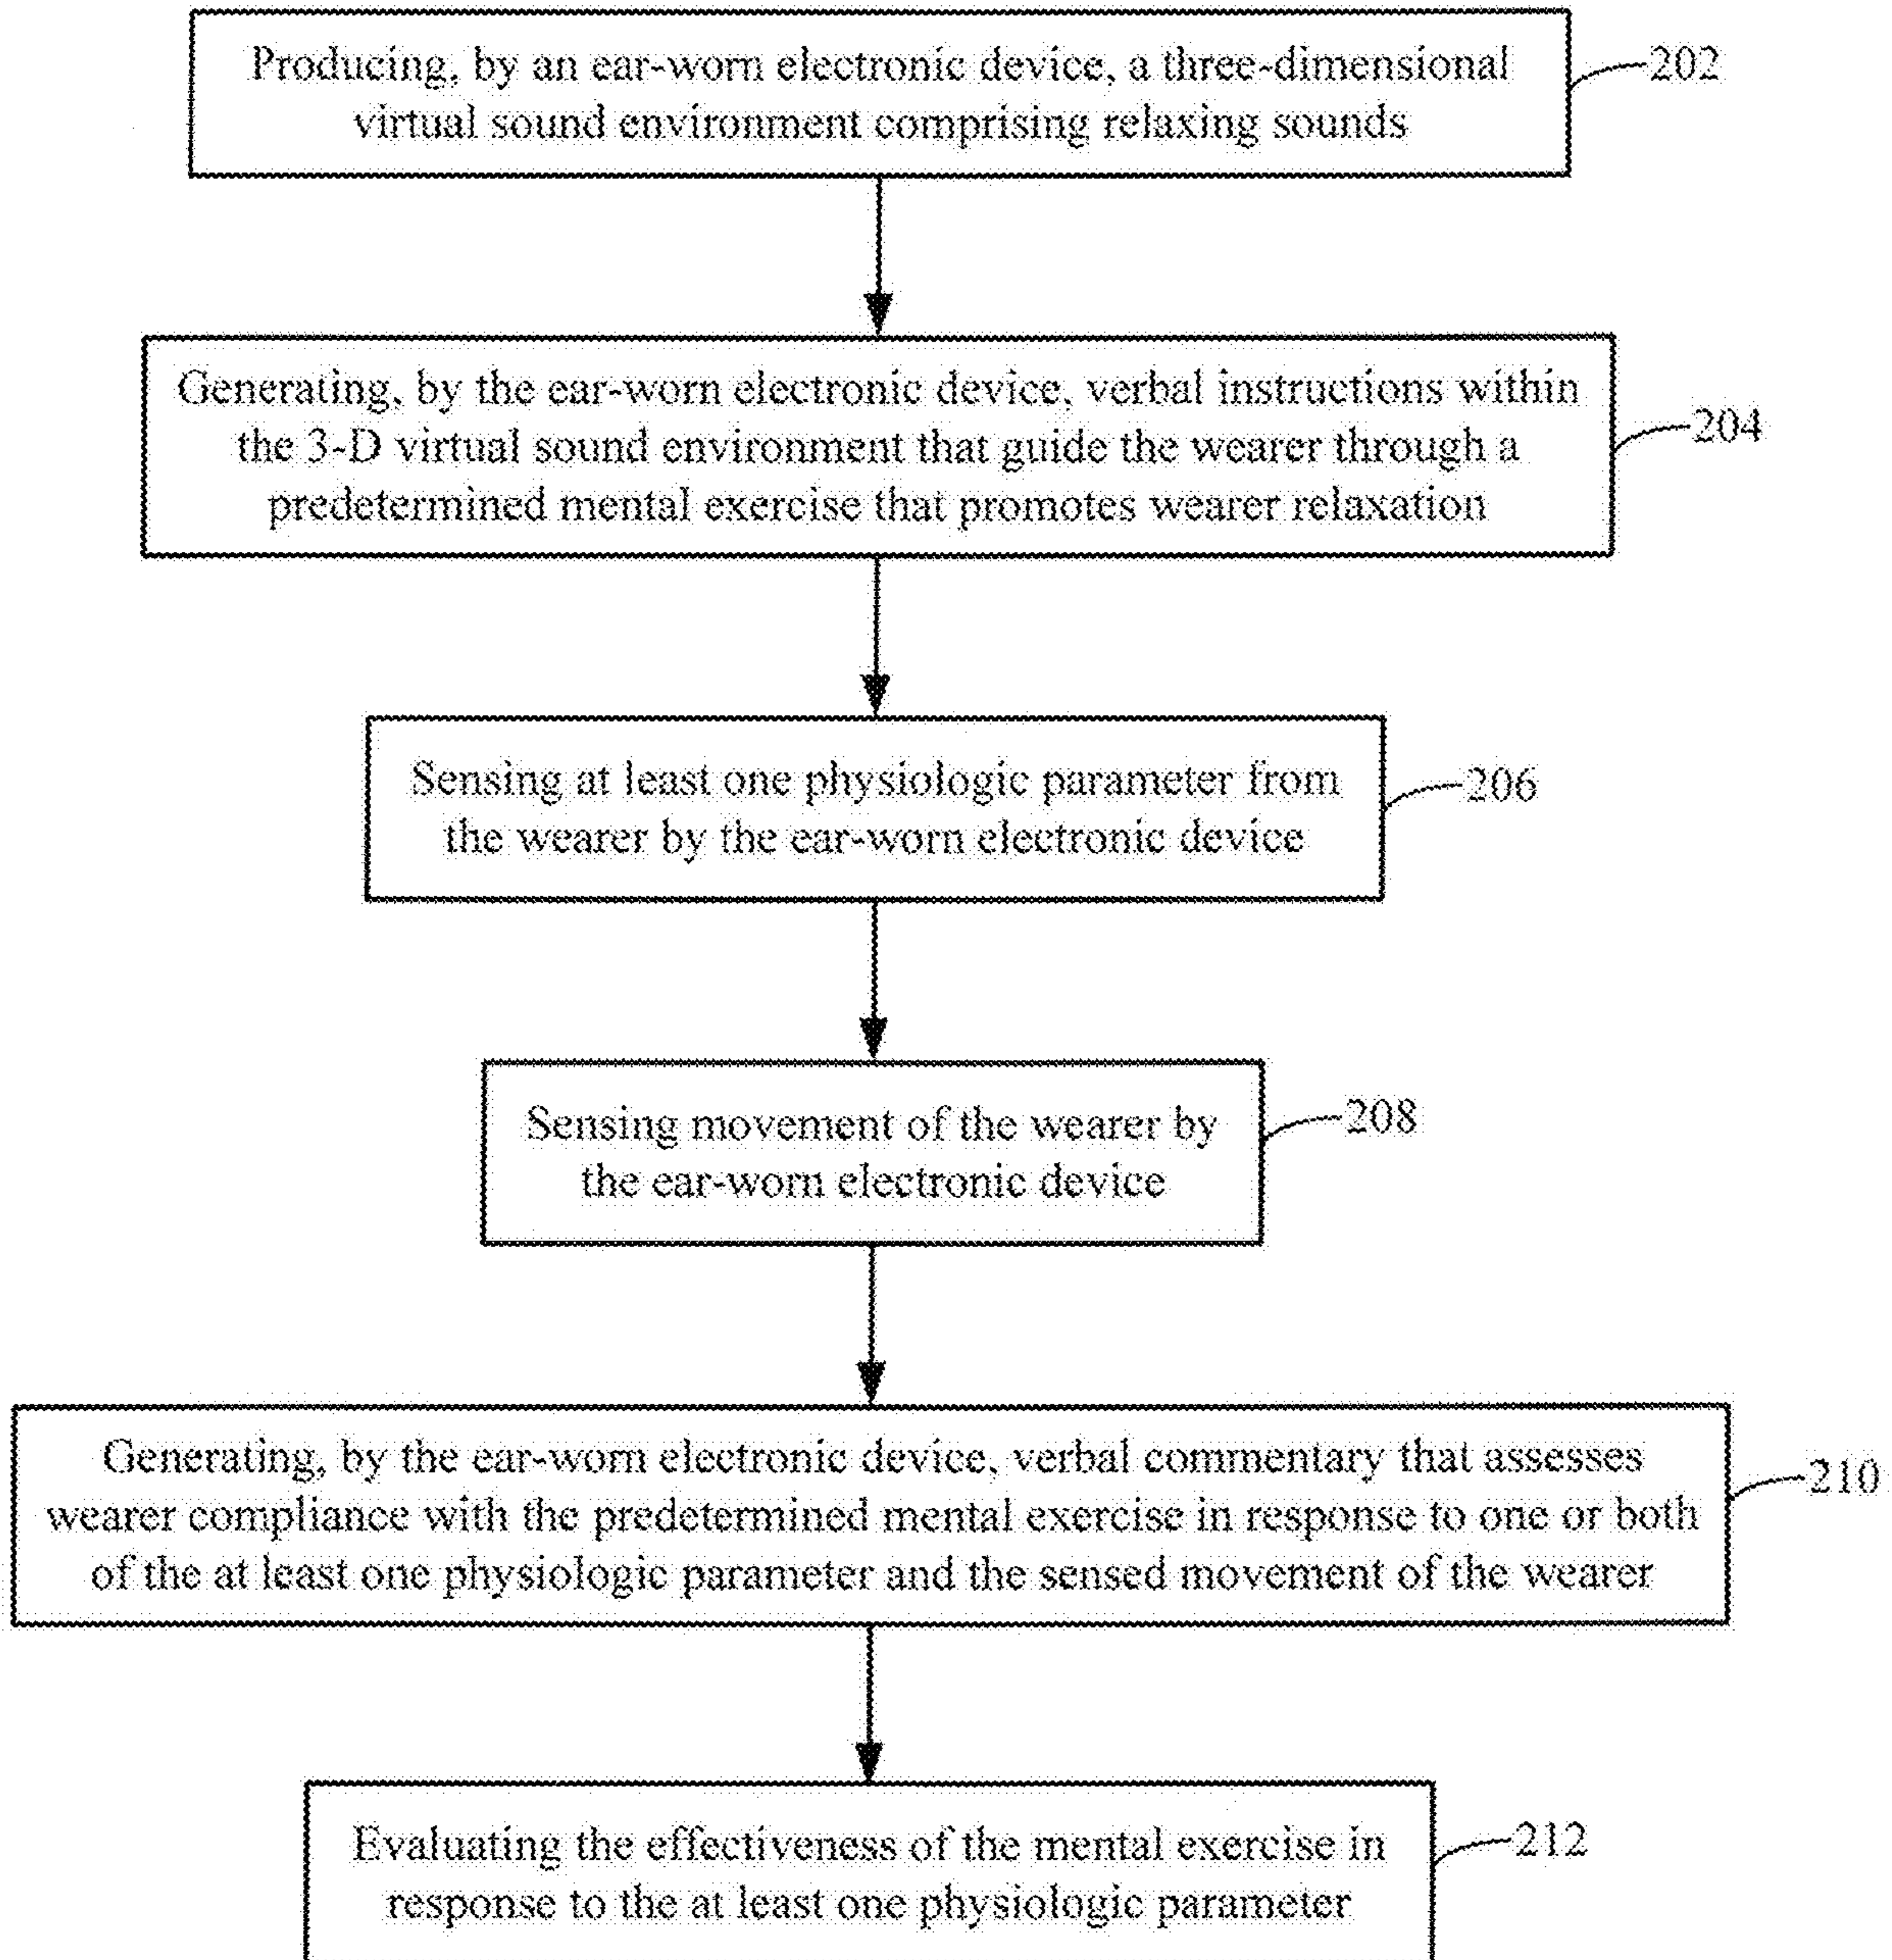 Producing, by an ear-worn electronic device, a three-dimensional
virtual sound environment comprising relaxing sounds
202
Generating, by the ear-worn electronic device, verbal instructions within
the 3-D virtual sound environment that guide the wearer through a
predetermined mental exercise that promotes wearer relaxation
204
Sensing at least one physiologic parameter from
the wearer by the ear-worn electronic device
206
Sensing movement of the wearer by
the ear-worn electronic device
208
Generating, by the ear-worn electronic device, verbal commentary that assesses
wearer compliance with the predetermined mental exercise in response to one or both
of the at least one physiologic parameter and the sensed movement of the wearer
210
Evaluating the effectiveness of the mental exercise in
response to the at least one physiologic parameter
212